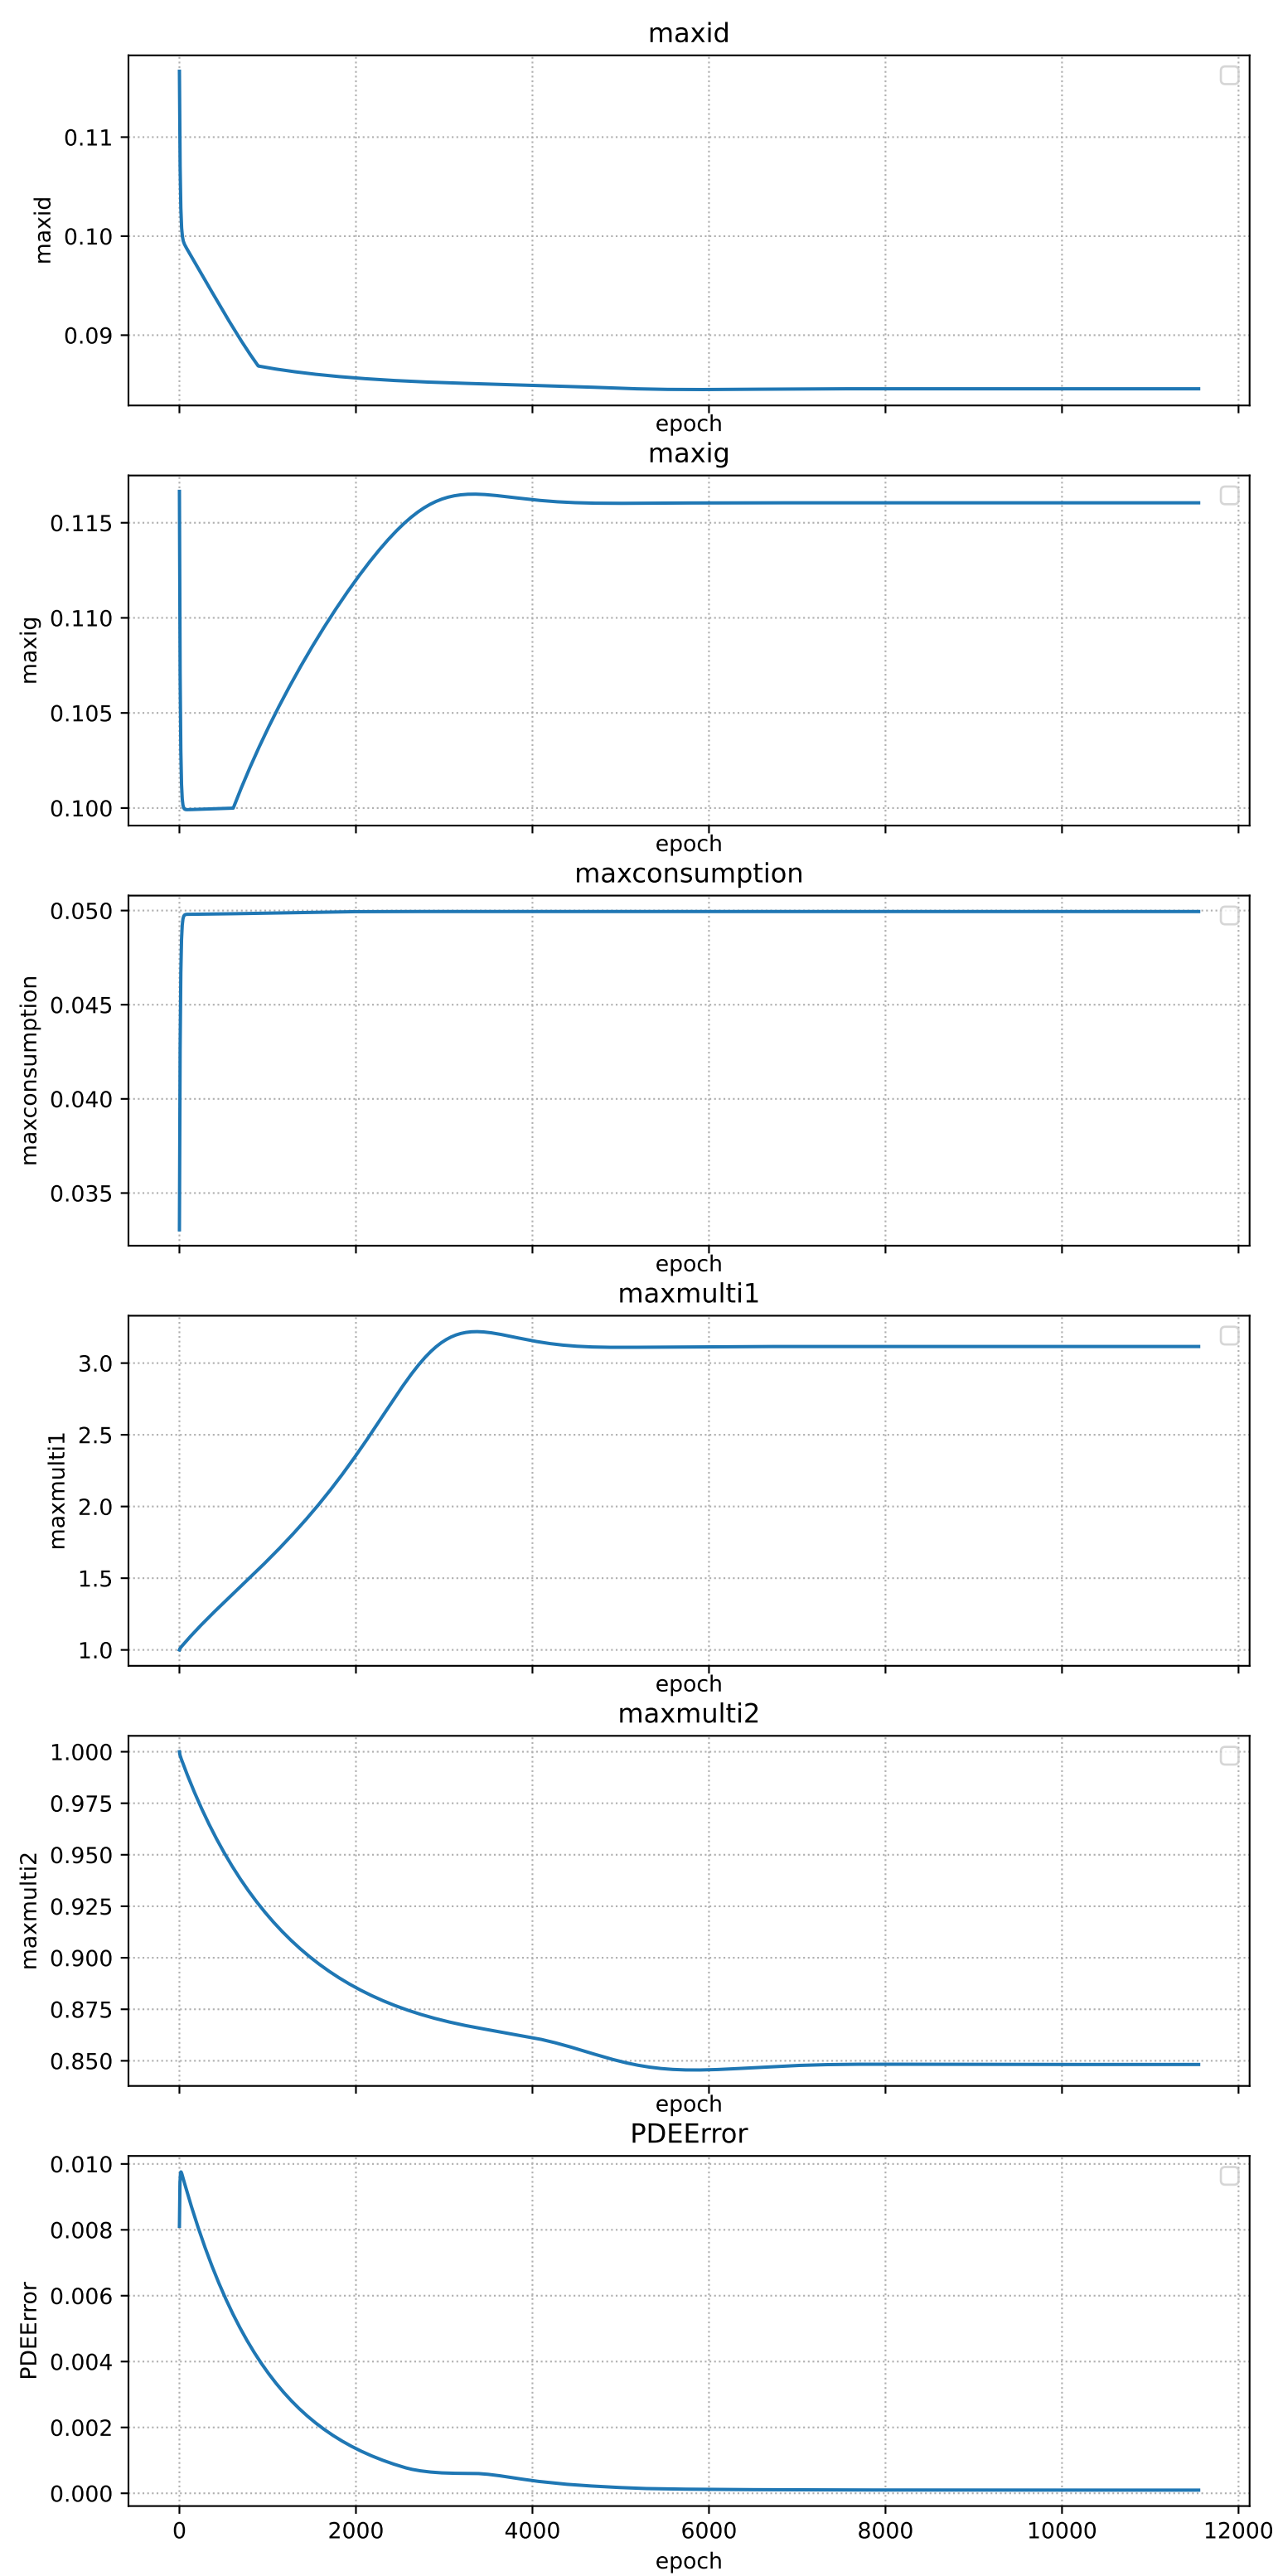 maxid
0.11
0.10
0.09
maxid
epoch
maxig
0.115
0.110
0.105
0.100
maxig
epoch
maxconsumption
0.050
0.045
0.040
0.035
maxconsumption
epoch
maxmulti1
3.0
2.5
2.0
1.5
1.0
maxmulti1
epoch
maxmulti2
1.000
0.975
0.950
0.925
0.900
0.875
0.850
maxmulti2
epoch
PDEError
0.010
0.008
0.006
0.004
0.002
0.000
PDEError
0 2000 4000 6000 8000 10000 12000
epoch